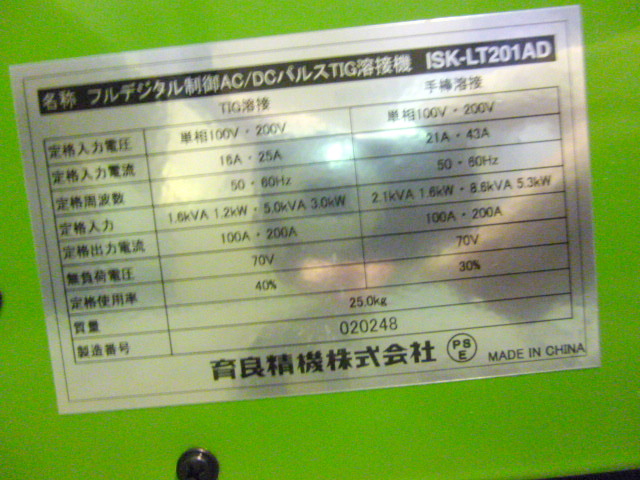 名称 フルデジタル制御AC/DCパルスTIG溶接機 ISK-LT201AD
TIG溶接 手棒溶接
定格入力電圧 単相100V・200V 単相100V・200V
定格入力電流 16A・25A 21A・43A
定格周波数 50・60Hz 50・60Hz
定格入力 1.6kVA 1.2kW・5.0kVA 3.0kW 2.1kVA 1.6kW・8.6kVA 5.3kW
定格出力電流 100A・200A 100A・200A
無負荷電圧 70V 70V
定格使用率 40% 30%
質量 25.0kg
製造番号 020248
育良精機株式会社 PSE MADE IN CHINA